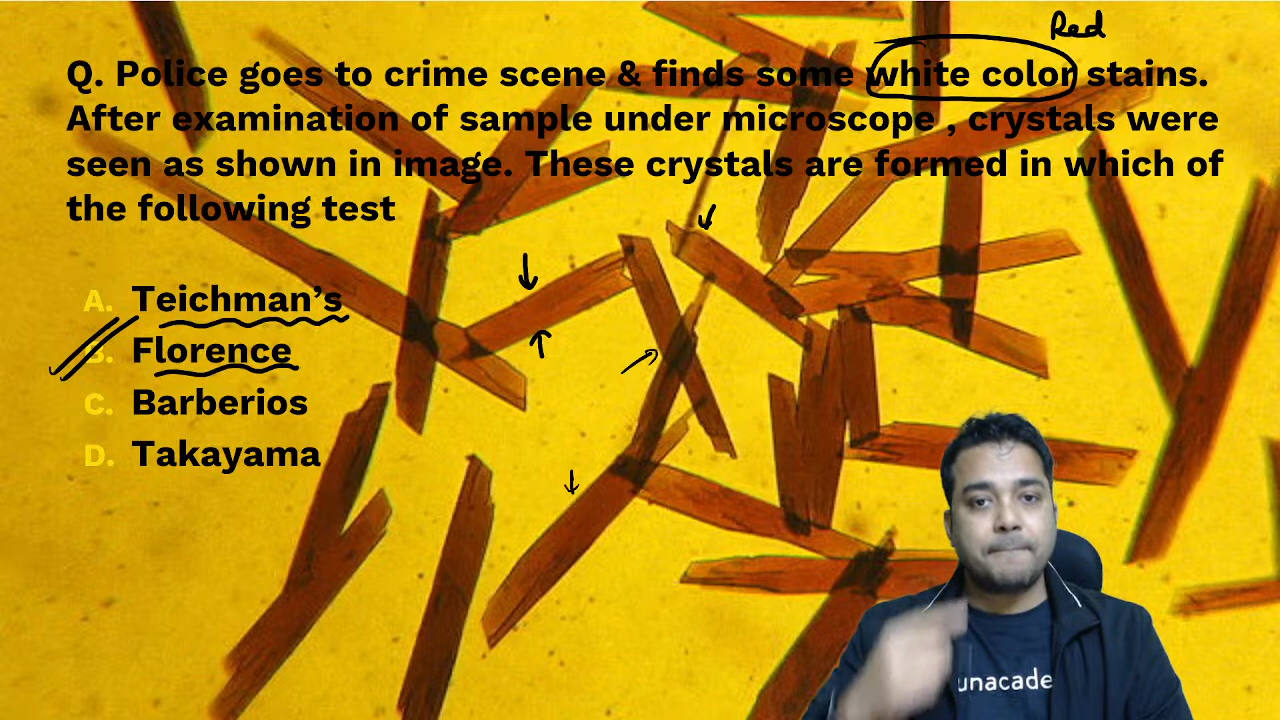 Red
Q. Police goes to crime scene & finds some white color stains.
After examination of sample under microscope , crystals were
seen as shown in image. These crystals are formed in which of
the following test
A. Teichman’s
B. Florence
C. Barberios
D. Takayama
unacade